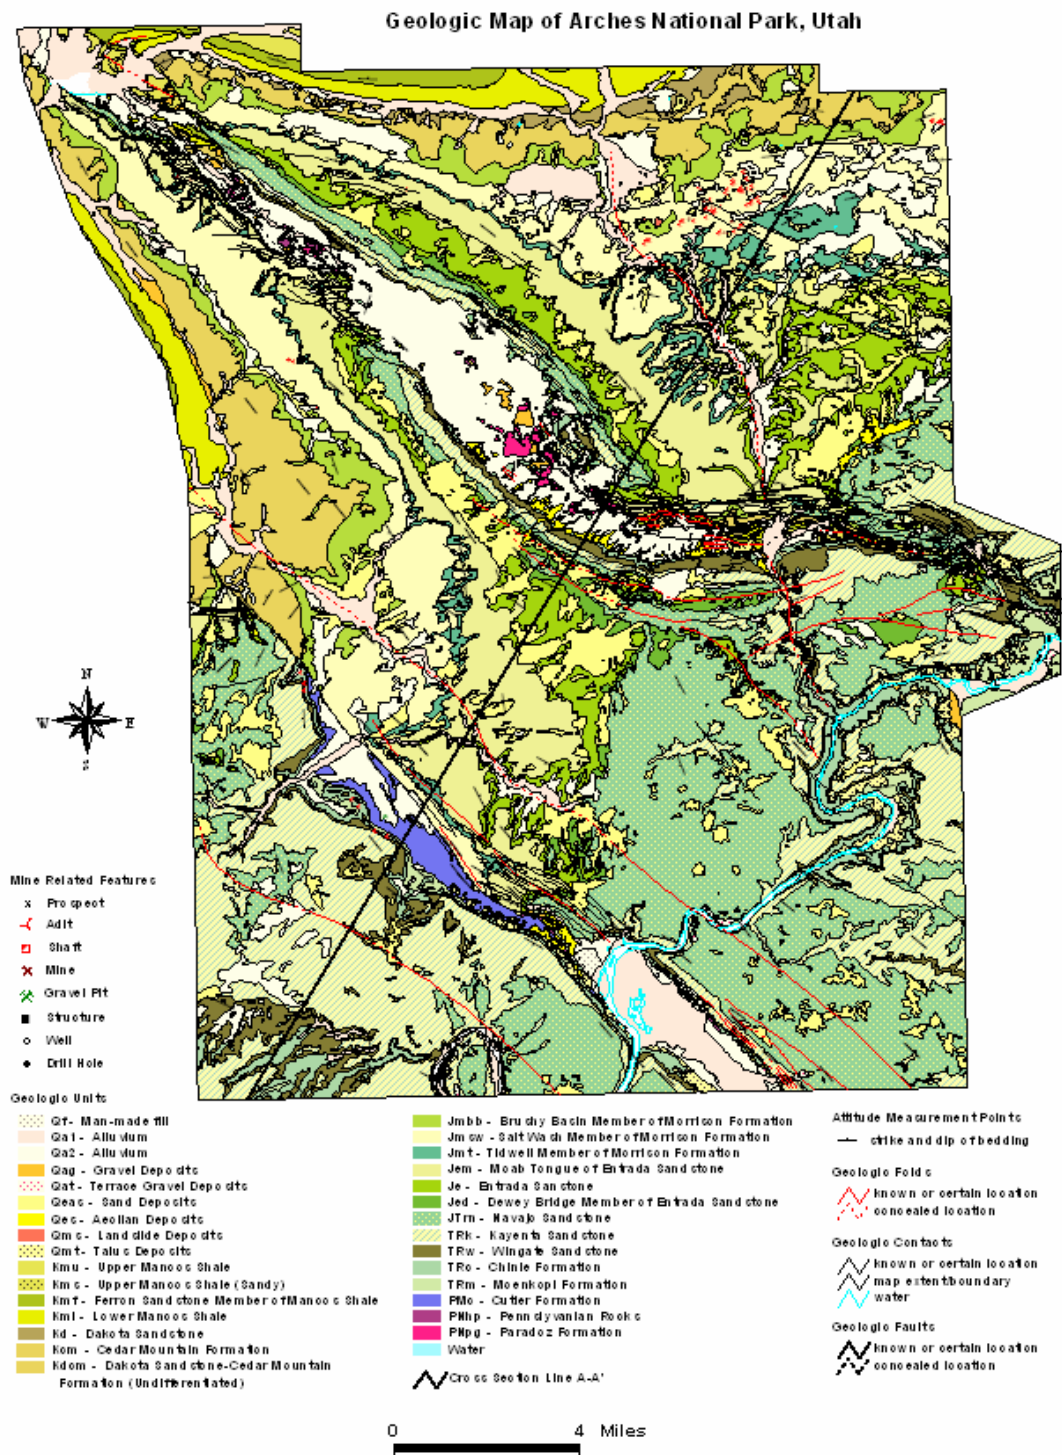 Geologic Map of Arches National Park, Utah
N
W E
S
Mine Related Features
x Prospect
Adit
Shaft
Mine
Gravel Pit
Structure
Well
Drill Hole
Geologic Units
Qf - Man-made fill
Qa1 - Alluvium
Qa2 - Alluvium
Qag - Gravel Deposits
Qat - Terrace Gravel Deposits
Qeas - Sand Deposits
Qes - Aeolian Deposits
Qms - Landslide Deposits
Qmt - Talus Deposits
Kmu - Upper Mancos Shale
Kms - Upper Mancos Shale (Sandy)
Kmf - Ferron Sandstone Member of Mancos Shale
Kml - Lower Mancos Shale
Kd - Dakota Sandstone
Kcm - Cedar Mountain Formation
Kdcm - Dakota Sandstone-Cedar Mountain
Formation (Undifferentiated)
Jmbb - Brushy Basin Member of Morrison Formation
Jmsw - Salt Wash Member of Morrison Formation
Jmt - Tidwell Member of Morrison Formation
Jem - Moab Tongue of Entrada Sandstone
Je - Entrada Sandstone
Jed - Dewey Bridge Member of Entrada Sandstone
JTrn - Navajo Sandstone
TRk - Kayenta Sandstone
TRw - Wingate Sandstone
TRc - Chinle Formation
TRm - Moenkopi Formation
PMc - Cutler Formation
PNhp - Pennslyvanian Rocks
PNpg - Paradoz Formation
Water
Cross Section Line A-A'
Attitude Measurement Points
strike and dip of bedding
Geologic Folds
known or certain location
concealed location
Geologic Contacts
known or certain location
map extent/boundary
water
Geologic Faults
known or certain location
concealed location
0 4 Miles